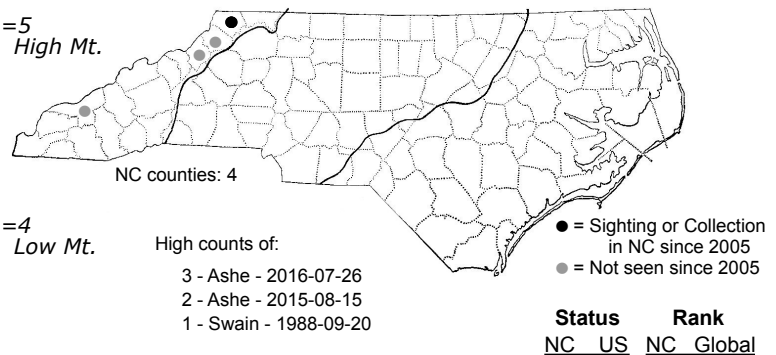 =5
High Mt.
NC counties: 4
=4
Low Mt.
High counts of:
3 - Ashe - 2016-07-26
2 - Ashe - 2015-08-15
1 - Swain - 1988-09-20
● = Sighting or Collection
in NC since 2005
● = Not seen since 2005
Status Rank
NC US NC Global